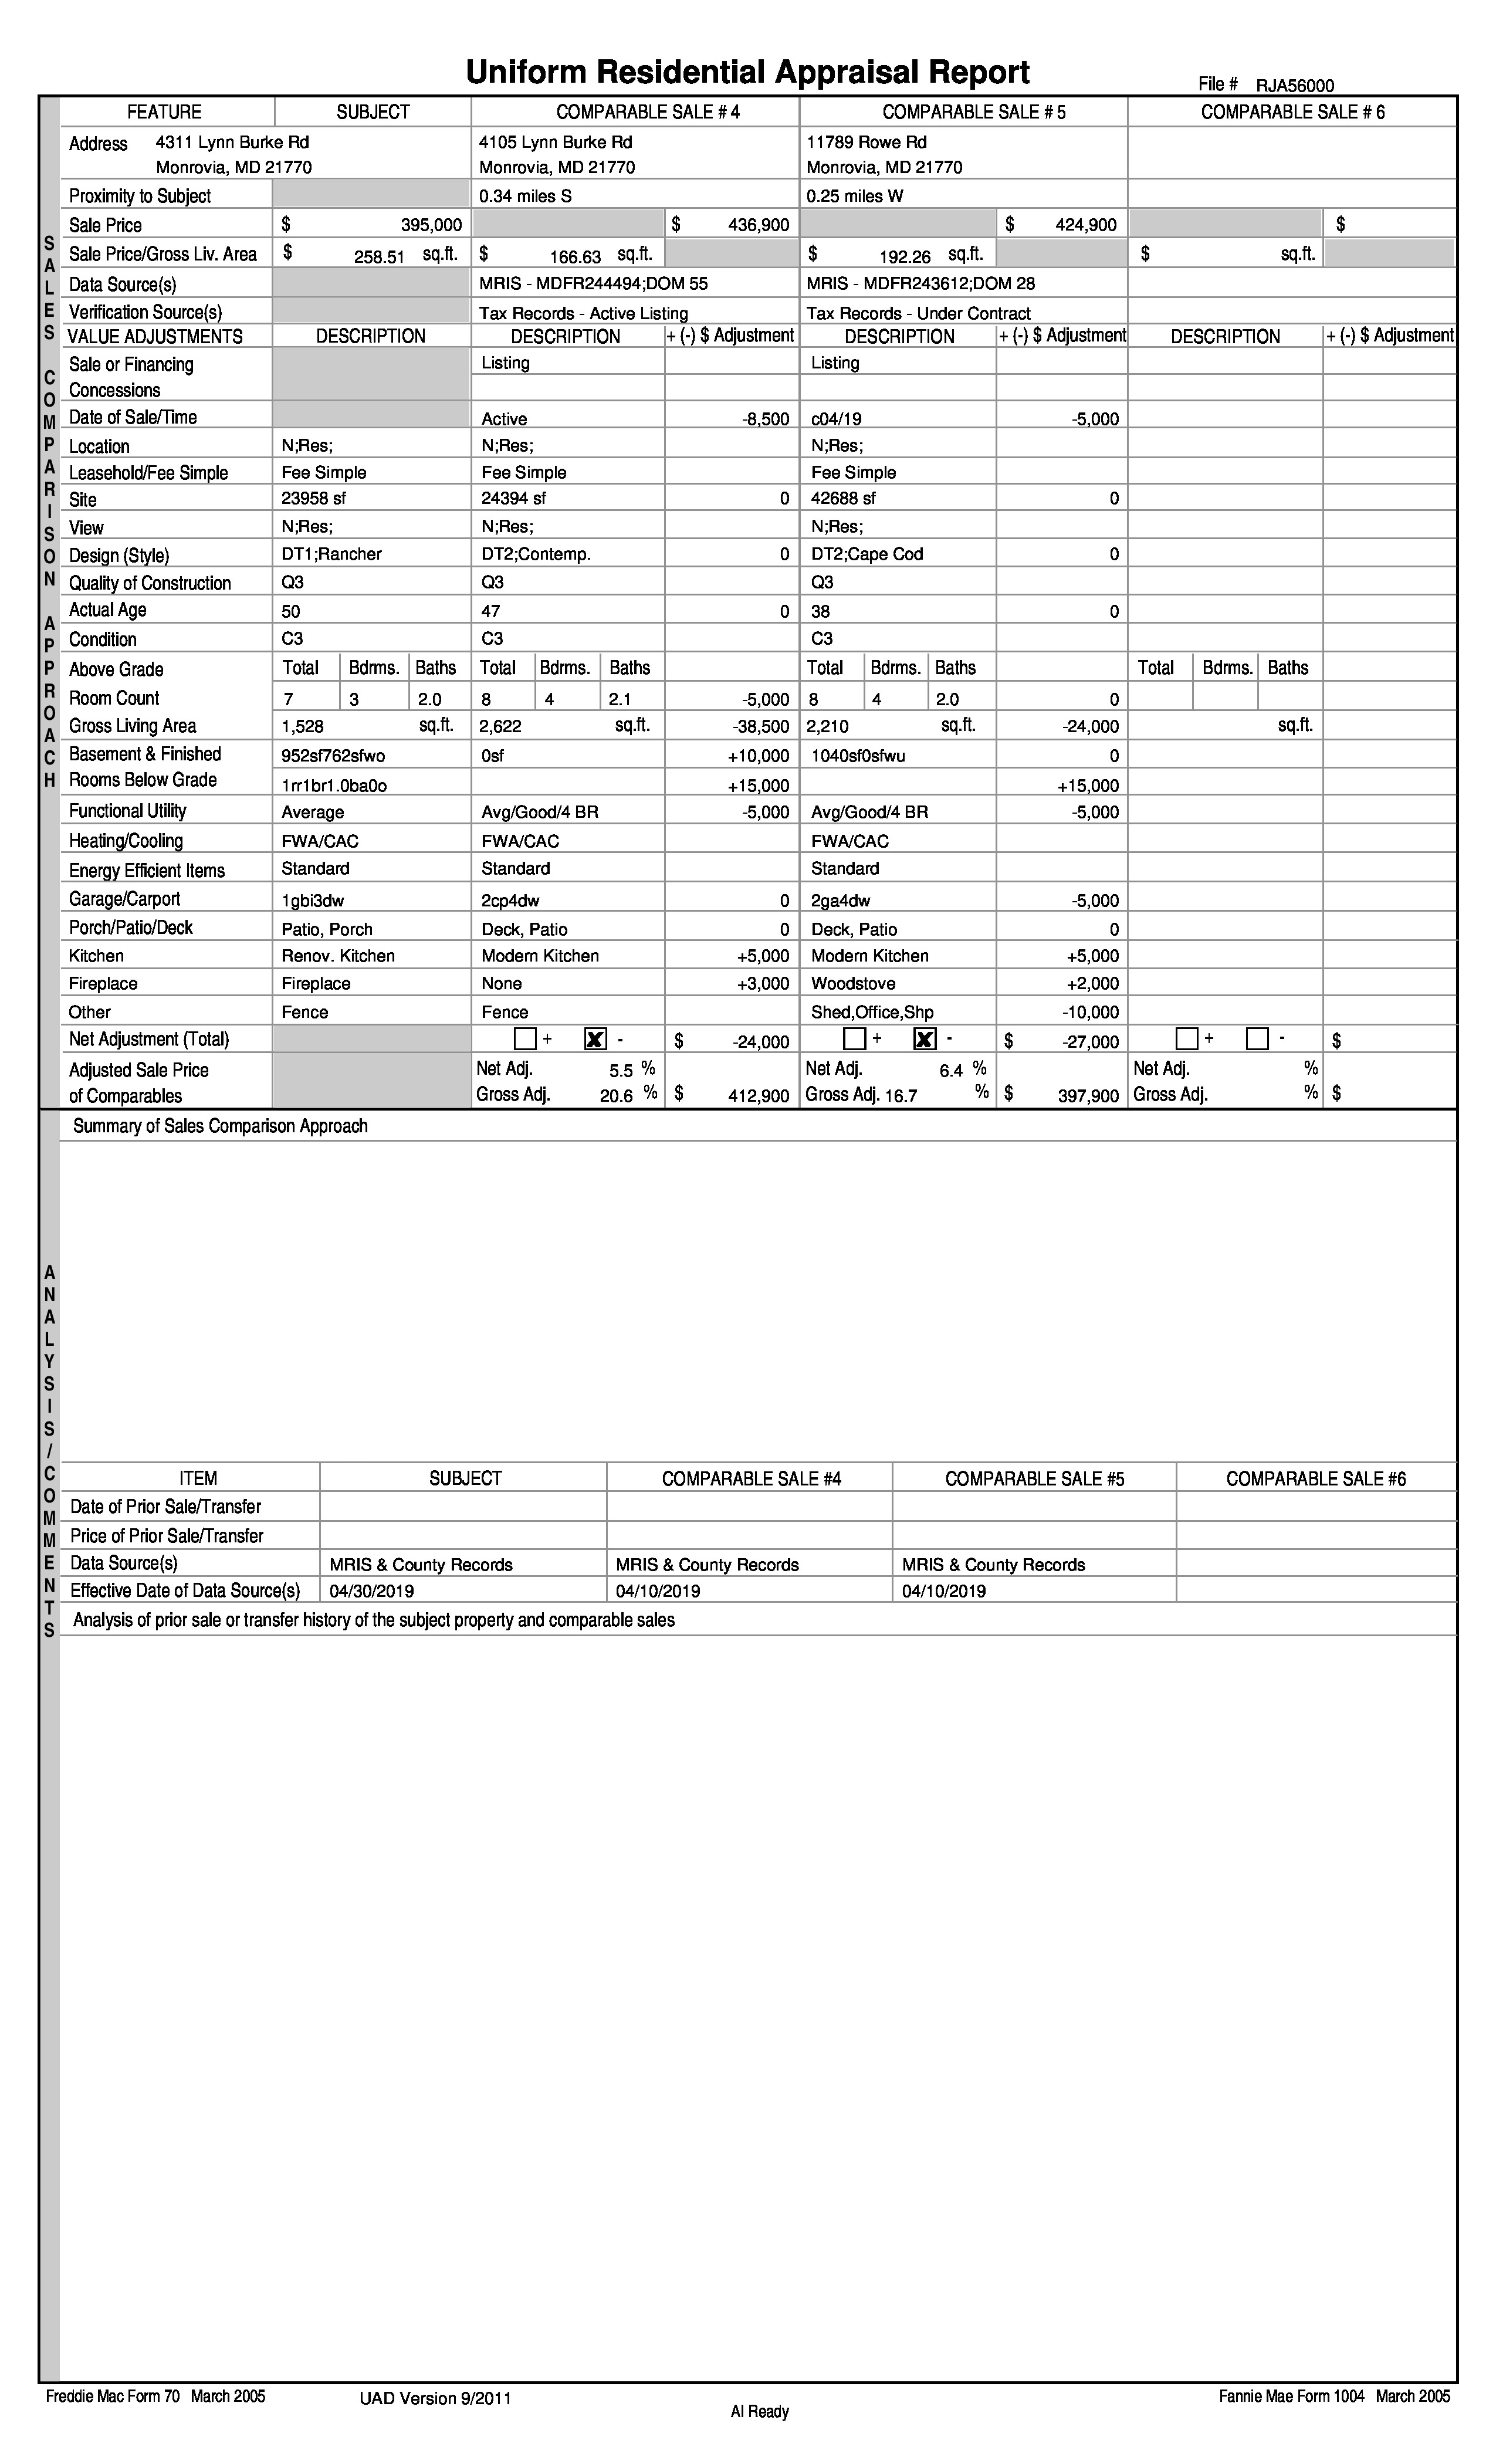 Uniform Residential Appraisal Report
File # RJA56000
FEATURE SUBJECT COMPARABLE SALE # 4 COMPARABLE SALE # 5 COMPARABLE SALE # 6
Address 4311 Lynn Burke Rd 4105 Lynn Burke Rd 11789 Rowe Rd
Monrovia, MD 21770 Monrovia, MD 21770 Monrovia, MD 21770
Proximity to Subject 0.34 miles S 0.25 miles W
Sale Price $ 395,000 $ 436,900 $ 424,900 $
Sale Price/Gross Liv. Area $ 258.51 sq.ft. $ 166.63 sq.ft. $ 192.26 sq.ft. $ sq.ft.
Data Source(s) MRIS - MDFR244494;DOM 55 MRIS - MDFR243612;DOM 28
Verification Source(s) Tax Records - Active Listing Tax Records - Under Contract
VALUE ADJUSTMENTS DESCRIPTION DESCRIPTION + (-) $ Adjustment DESCRIPTION + (-) $ Adjustment DESCRIPTION + (-) $ Adjustment
Sale or Financing Listing Listing
Concessions
Date of Sale/Time Active -8,500 c04/19 -5,000
Location N;Res; N;Res; N;Res;
Leasehold/Fee Simple Fee Simple Fee Simple Fee Simple
Site 23958 sf 24394 sf 0 42688 sf 0
View N;Res; N;Res; N;Res;
Design (Style) DT1;Rancher DT2;Contemp. 0 DT2;Cape Cod 0
Quality of Construction Q3 Q3 Q3
Actual Age 50 47 0 38 0
Condition C3 C3 C3
Above Grade Total Bdrms. Baths Total Bdrms. Baths Total Bdrms. Baths Total Bdrms. Baths
Room Count 7 3 2.0 8 4 2.1 -5,000 8 4 2.0 0
Gross Living Area 1,528 sq.ft. 2,622 sq.ft. -38,500 2,210 sq.ft. -24,000 sq.ft.
Basement & Finished 952sf762sfwo 0sf +10,000 1040sf0sfwu 0
Rooms Below Grade 1rr1br1.0ba0o +15,000 +15,000
Functional Utility Average Avg/Good/4 BR -5,000 Avg/Good/4 BR -5,000
Heating/Cooling FWA/CAC FWA/CAC FWA/CAC
Energy Efficient Items Standard Standard Standard
Garage/Carport 1gbi3dw 2cp4dw 0 2ga4dw -5,000
Porch/Patio/Deck Patio, Porch Deck, Patio 0 Deck, Patio 0
Kitchen Renov. Kitchen Modern Kitchen +5,000 Modern Kitchen +5,000
Fireplace Fireplace None +3,000 Woodstove +2,000
Other Fence Fence Shed,Office,Shp -10,000
Net Adjustment (Total) + X - $ -24,000 + X - $ -27,000 + - $
Adjusted Sale Price Net Adj. 5.5 % Net Adj. 6.4 % Net Adj. %
of Comparables Gross Adj. 20.6 % $ 412,900 Gross Adj. 16.7 % $ 397,900 Gross Adj. % $
SALES COMPARISON APPROACH
Summary of Sales Comparison Approach
ITEM SUBJECT COMPARABLE SALE #4 COMPARABLE SALE #5 COMPARABLE SALE #6
Date of Prior Sale/Transfer
Price of Prior Sale/Transfer
Data Source(s) MRIS & County Records MRIS & County Records MRIS & County Records
Effective Date of Data Source(s) 04/30/2019 04/10/2019 04/10/2019
Analysis of prior sale or transfer history of the subject property and comparable sales
ANALYSIS/COMMENTS
Freddie Mac Form 70 March 2005 UAD Version 9/2011 Fannie Mae Form 1004 March 2005
AI Ready